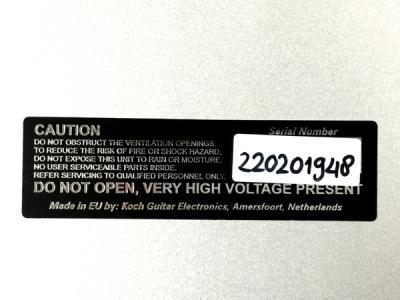 CAUTION
Serial Number
DO NOT OBSTRUCT THE VENTILATION OPENINGS
TO REDUCE THE RISK OF FIRE OR SHOCK HAZARD,
DO NOT EXPOSE THIS UNIT TO RAIN OR MOISTURE.
NO USER SERVICEABLE PARTS INSIDE.
REFER SERVICING TO QUALIFIED PERSONNEL ONLY.
220201948
DO NOT OPEN, VERY HIGH VOLTAGE PRESENT
Made in EU by: Koch Guitar Electronics, Amersfoort, Netherlands